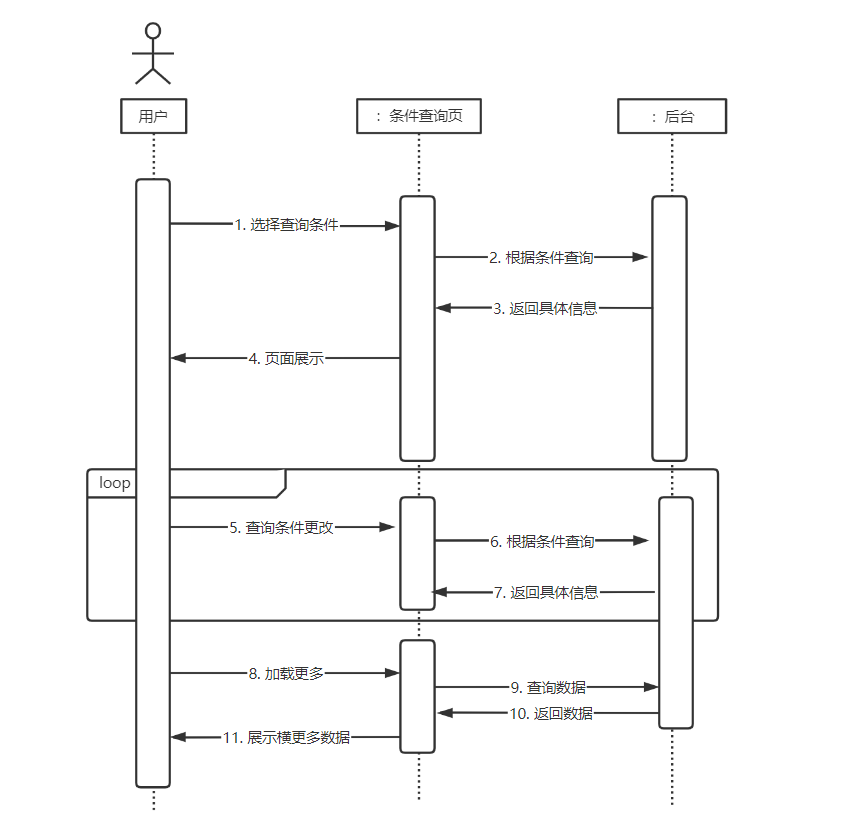 用户
: 条件查询页
: 后台
1. 选择查询条件
2. 根据条件查询
3. 返回具体信息
4. 页面展示
loop
5. 查询条件更改
6. 根据条件查询
7. 返回具体信息
8. 加载更多
9. 查询数据
10. 返回数据
11. 展示横更多数据